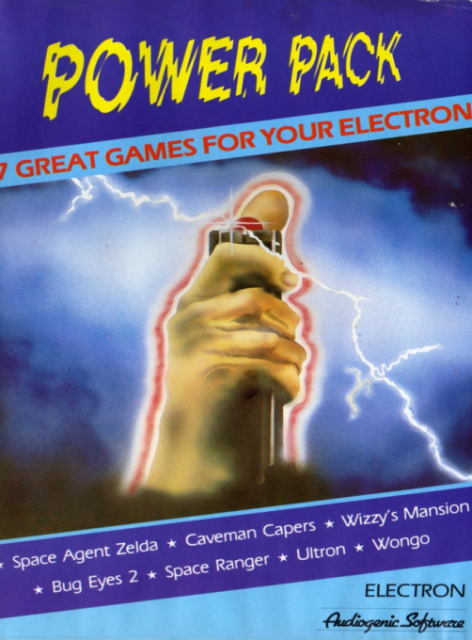 POWER PACK
7 GREAT GAMES FOR YOUR ELECTRON
★ Space Agent Zelda ★ Caveman Capers ★ Wizzy's Mansion
★ Bug Eyes 2 ★ Space Ranger ★ Ultron ★ Wongo
ELECTRON
Audiogenic Software